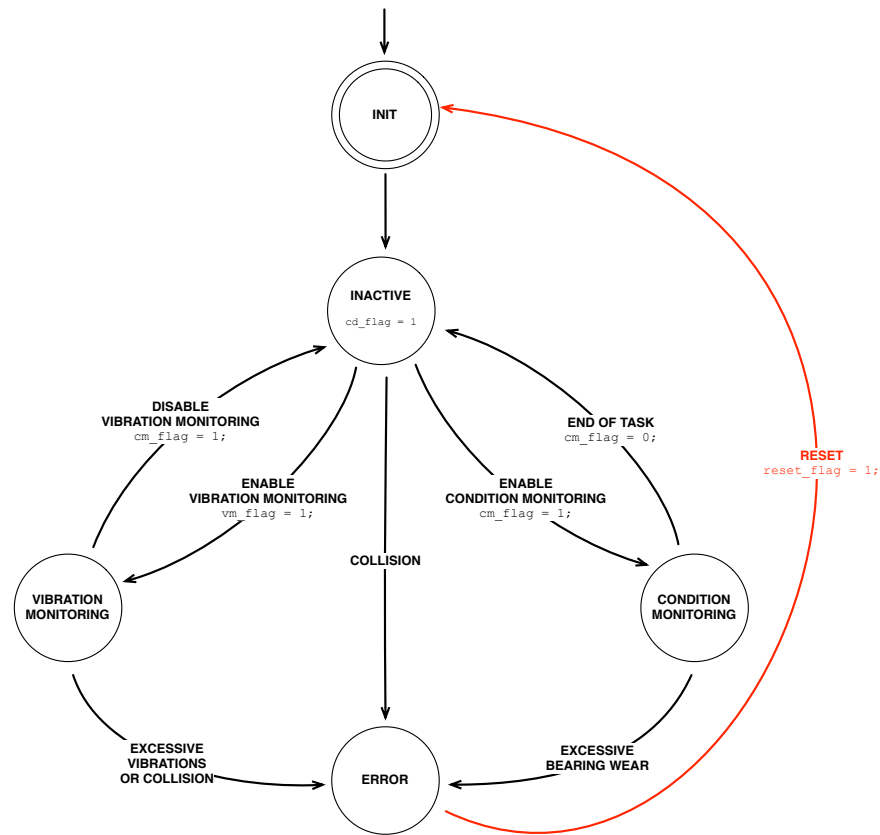 INIT
INACTIVE
cd_flag = 1
DISABLE
VIBRATION MONITORING
cm_flag = 1;
END OF TASK
cm_flag = 0;
RESET
reset_flag = 1;
ENABLE
VIBRATION MONITORING
vm_flag = 1;
ENABLE
CONDITION MONITORING
cm_flag = 1;
COLLISION
VIBRATION
MONITORING
CONDITION
MONITORING
EXCESSIVE
VIBRATIONS
OR COLLISION
ERROR
EXCESSIVE
BEARING WEAR